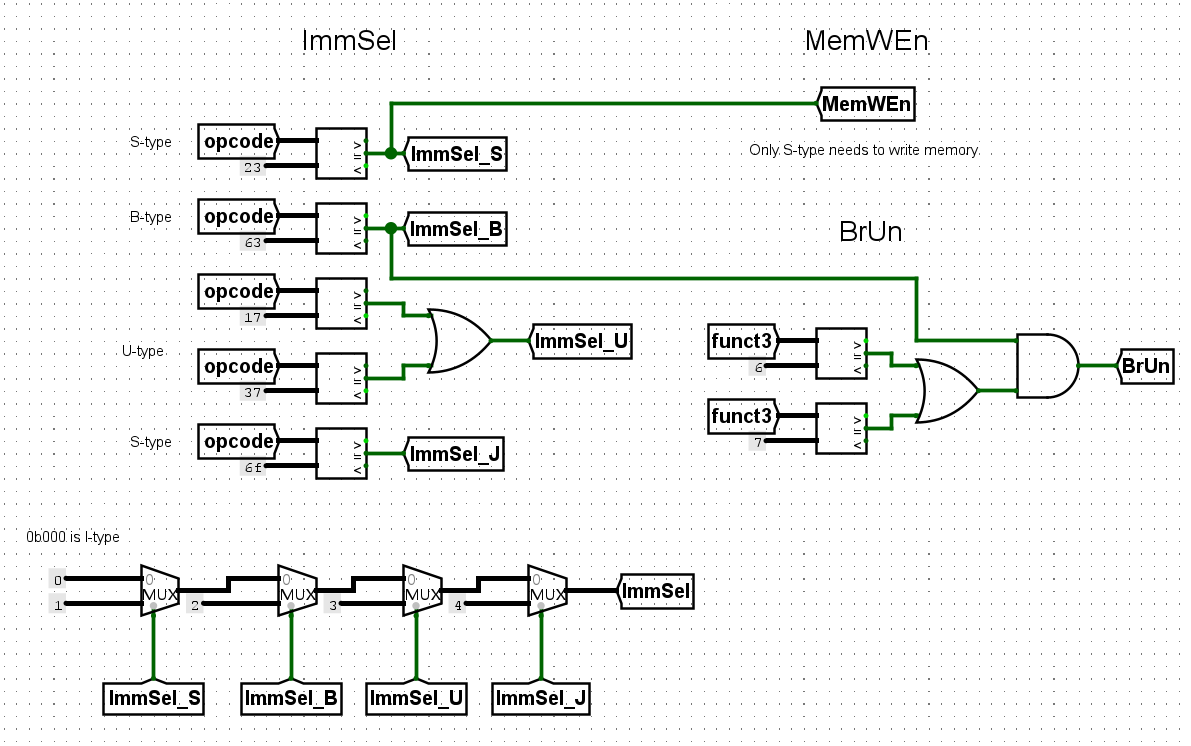 ImmSel
MemWEn
MemWEn
S-type
opcode
23
> = <
ImmSel_S
Only S-type needs to write memory.
B-type
opcode
63
> = <
ImmSel_B
BrUn
opcode
17
> = <
U-type
ImmSel_U
opcode
37
> = <
funct3
6
> = <
BrUn
funct3
7
> = <
S-type
opcode
6f
> = <
ImmSel_J
0b000 is I-type
0
1
0
MUX
2
0
MUX
3
0
MUX
4
0
MUX
ImmSel
ImmSel_S
ImmSel_B
ImmSel_U
ImmSel_J